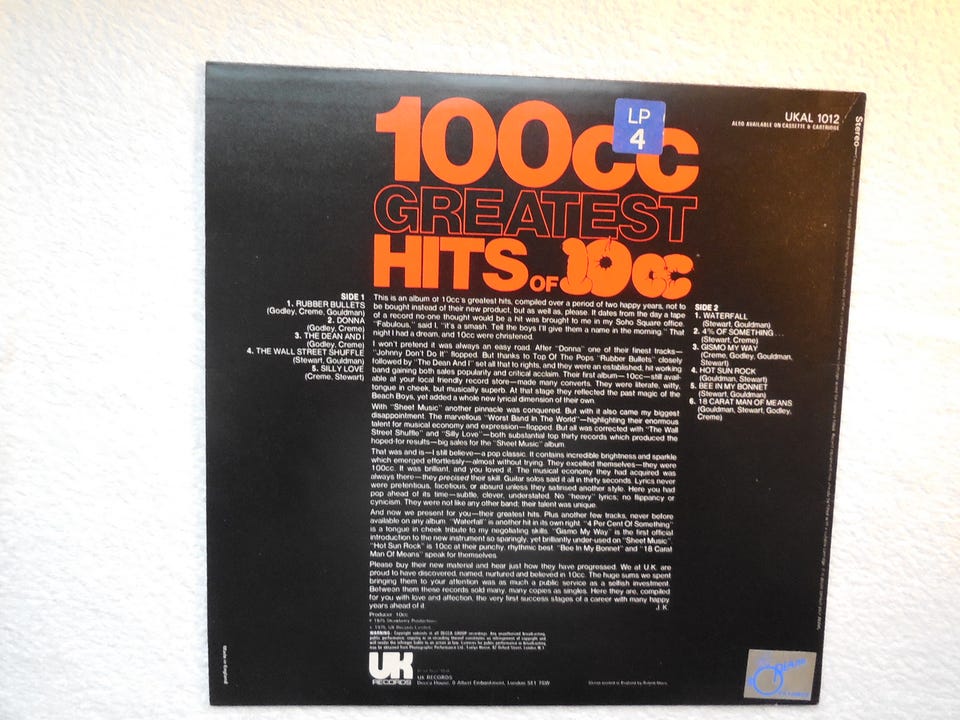 100cc
LP
4
GREATEST
HITS OF 10cc
UKAL 1012
ALSO AVAILABLE ON CASSETTE & CARTRIDGE
Stereo
SIDE 1
1. RUBBER BULLETS
(Godley, Creme, Gouldman)
2. DONNA
(Godley, Creme)
3. THE DEAN AND I
(Godley, Creme)
4. THE WALL STREET SHUFFLE
(Stewart, Gouldman)
5. SILLY LOVE
(Creme, Stewart)
This is an album of 10cc's greatest hits, compiled over a period of two happy years, not to
be bought instead of their new product, but as well as, please. It dates from the day a tape
of a record no-one thought would be a hit was brought to me in my Soho Square office.
"Fabulous," said I, "it's a smash. Tell the boys I'll give them a name in the morning." That
night I had a dream, and 10cc were christened.
I won't pretend it was always an easy road. After "Donna" one of their finest tracks—
"Johnny Don't Do It" flopped. But thanks to Top Of The Pops "Rubber Bullets" closely
followed by "The Dean And I" set all that to rights, and they were an established, hit working
band gaining both sales popularity and critical acclaim. Their first album—10cc—still avail-
able at your local friendly record store—made many converts. They were literate, witty,
tongue in cheek, but musically superb. At that stage they reflected the past magic of the
Beach Boys, yet added a whole new lyrical dimension of their own.
With "Sheet Music" another pinnacle was conquered. But with it also came my biggest
disappointment. The marvellous "Worst Band In The World"—highlighting their enormous
talent for musical economy and expression—flopped. But all was corrected with "The Wall
Street Shuffle" and "Silly Love"—both substantial top thirty records which produced the
hoped-for results—big sales for the "Sheet Music" album.
That was and is—I still believe—a pop classic. It contains incredible brightness and sparkle
which emerged effortlessly—almost without trying. They excelled themselves—they were
100cc. It was brilliant, and you loved it. The musical economy they had acquired was
always there—they precised their skill. Guitar solos said it all in thirty seconds. Lyrics never
were pretentious, facetious, or absurd unless they satirised another style. Here you had
pop ahead of its time—subtle, clever, understated. No "heavy" lyrics; no flippancy or
cynicism. They were not like any other band; their talent was unique.
And now we present for you—their greatest hits. Plus another few tracks, never before
available on any album. "Waterfall" is another hit in its own right. "4 Per Cent Of Something"
is a tongue in cheek tribute to my negotiating skills. "Gismo My Way" is the first official
introduction to the new instrument so sparingly, yet brilliantly under-used on "Sheet Music".
"Hot Sun Rock" is 10cc at their punchy, rhythmic best. "Bee In My Bonnet" and "18 Carat
Man Of Means" speak for themselves.
Please buy their new material and hear just how they have progressed. We at U.K. are
proud to have discovered, named, nurtured and believed in 10cc. The huge sums we spent
bringing them to your attention was as much a public service as a selfish investment.
Between them these records sold many, many copies as singles. Here they are, compiled
for you with love and affection, the very first success stages of a career with many happy
years ahead of it.
J.K.
SIDE 2
1. WATERFALL
(Stewart, Gouldman)
2. 4% OF SOMETHING...
(Stewart, Creme)
3. GISMO MY WAY
(Creme, Godley, Gouldman,
Stewart)
4. HOT SUN ROCK
(Gouldman, Stewart)
5. BEE IN MY BONNET
(Stewart, Gouldman)
6. 18 CARAT MAN OF MEANS
(Gouldman, Stewart, Godley,
Creme)
Producer: 10cc
UK
RECORDS
UK RECORDS
Decca House, 9 Albert Embankment, London SE1 7SW
Made in England